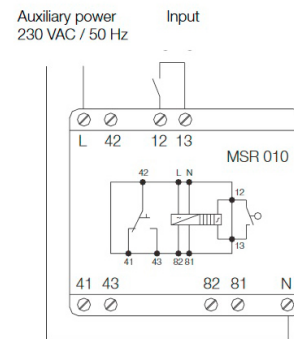 Auxiliary power Input
230 VAC / 50 Hz
L 42 12 13
MSR 010
42 L N
12
13
41 43 82 81
41 43 82 81 N